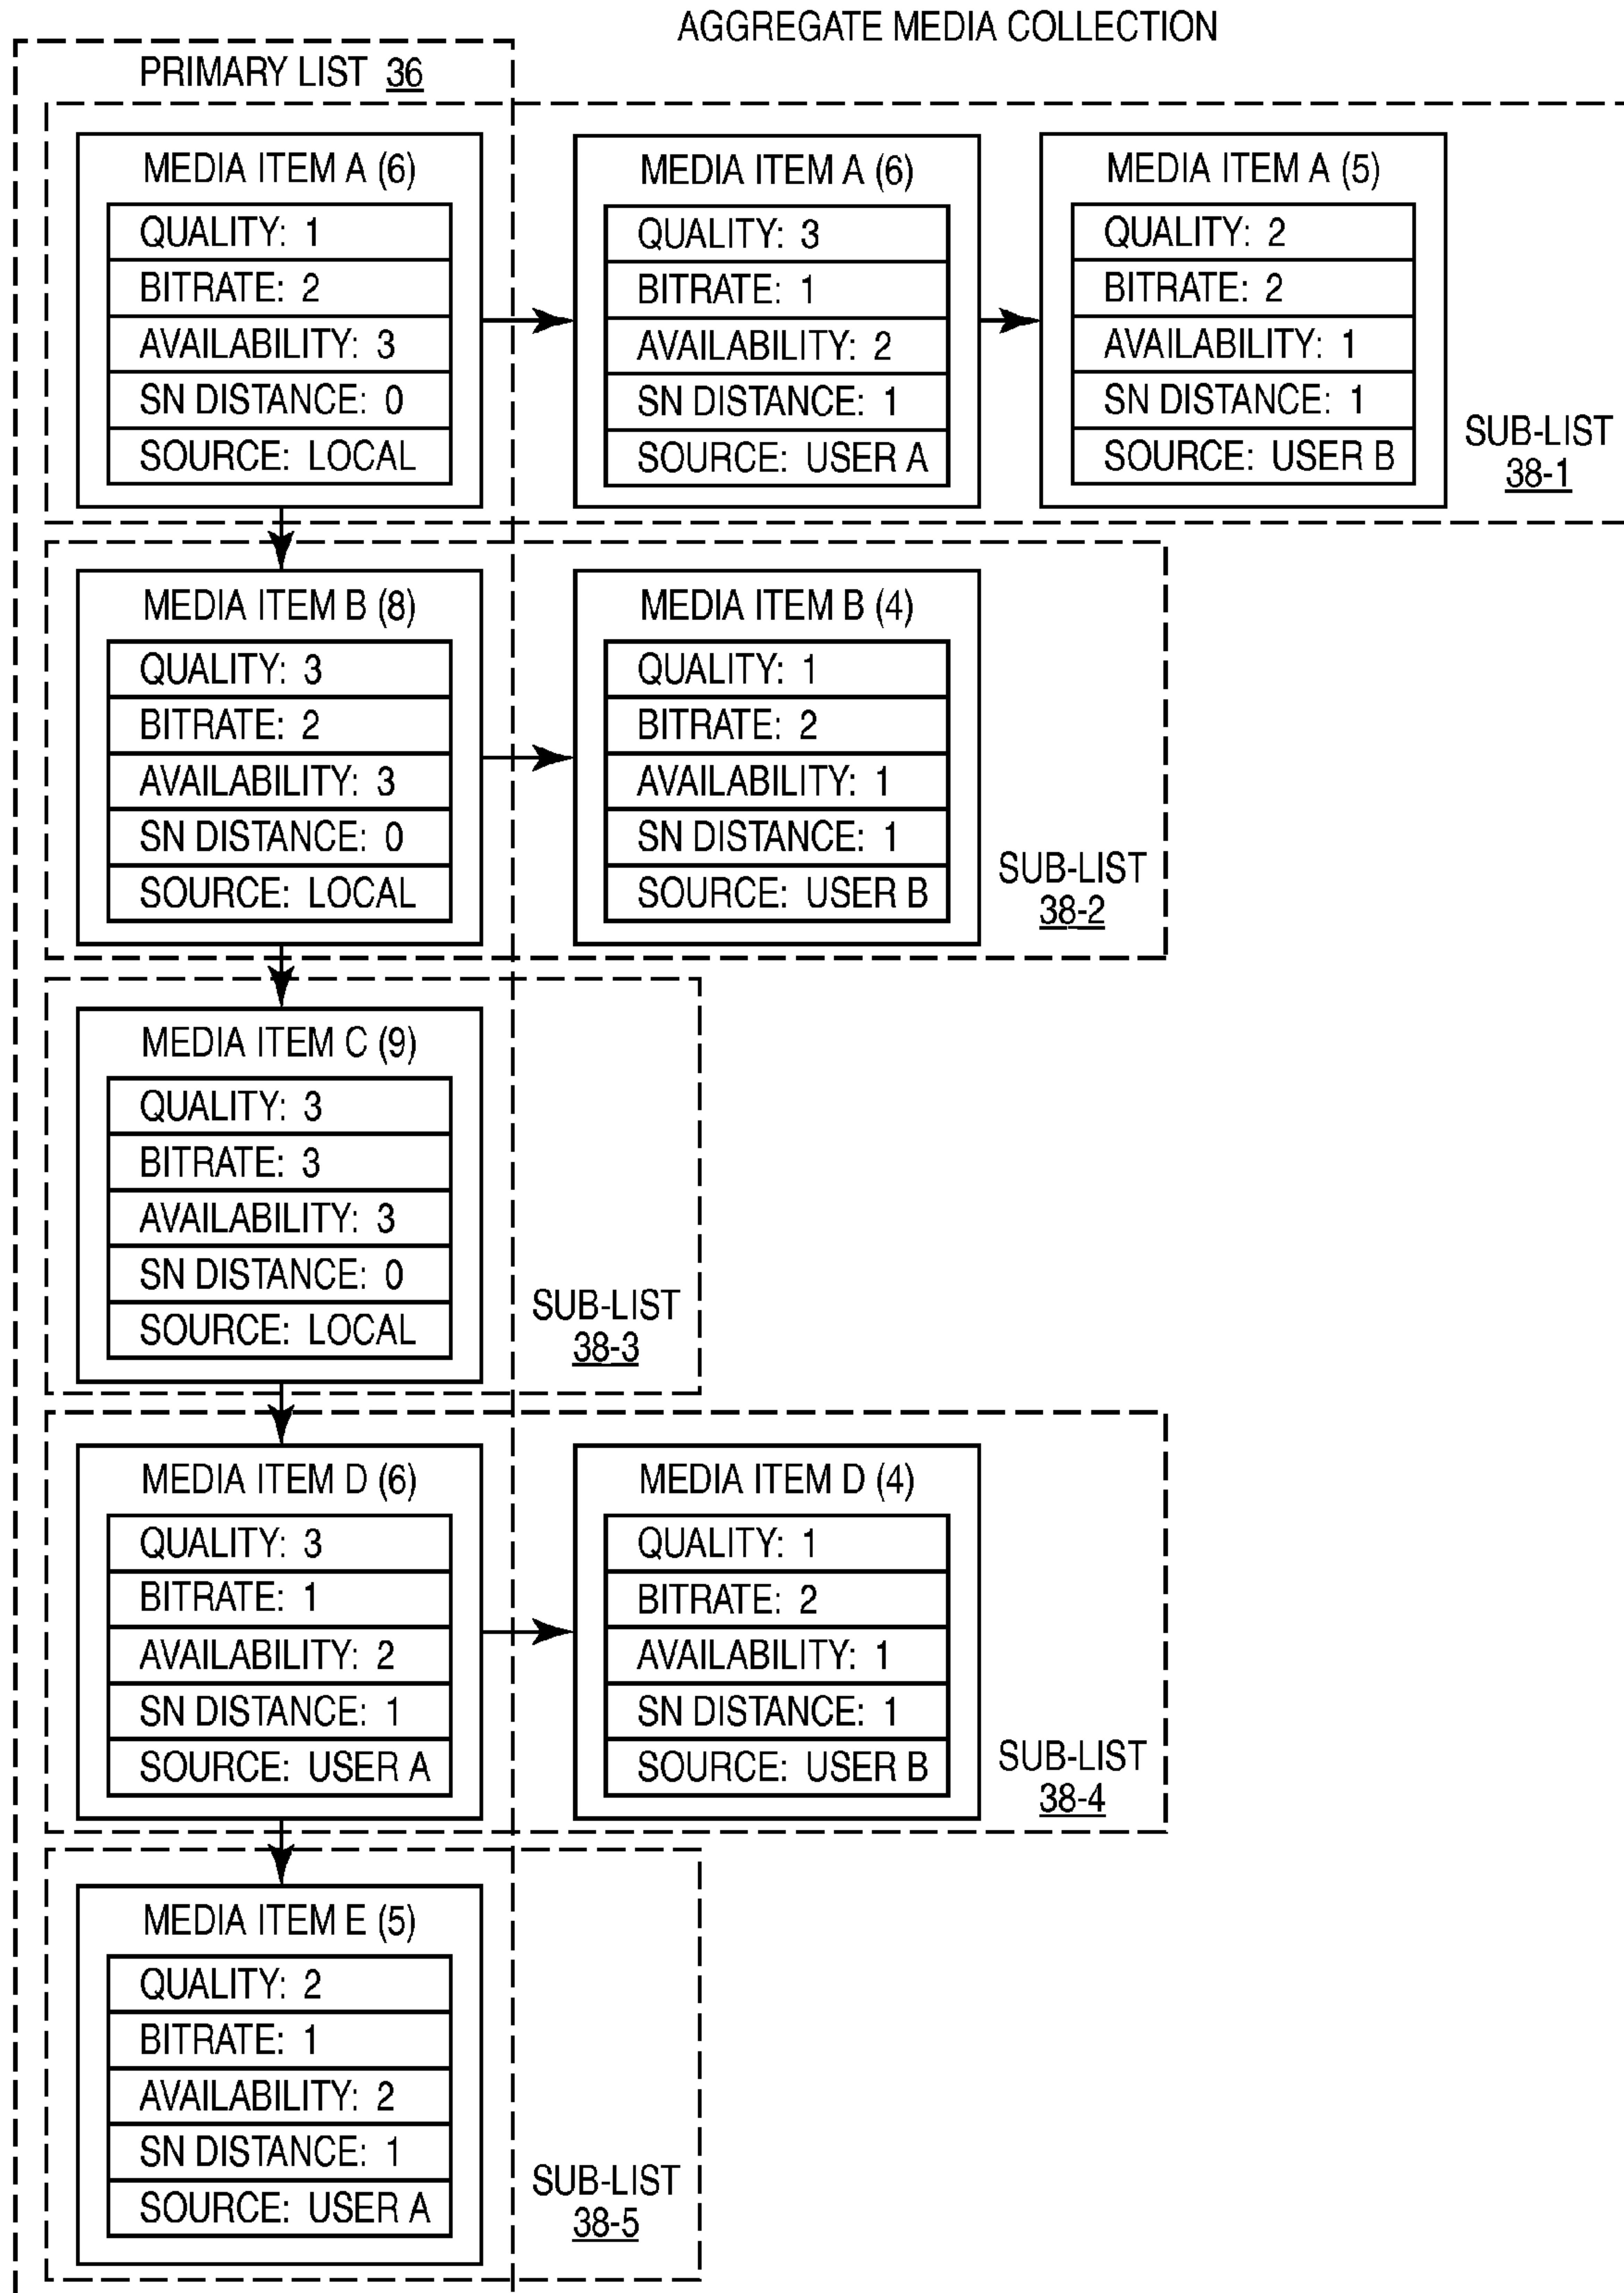 AGGREGATE MEDIA COLLECTION
PRIMARY LIST 36
MEDIA ITEM A (6)
QUALITY: 1
BITRATE: 2
AVAILABILITY: 3
SN DISTANCE: 0
SOURCE: LOCAL
MEDIA ITEM A (6)
QUALITY: 3
BITRATE: 1
AVAILABILITY: 2
SN DISTANCE: 1
SOURCE: USER A
MEDIA ITEM A (5)
QUALITY: 2
BITRATE: 2
AVAILABILITY: 1
SN DISTANCE: 1
SOURCE: USER B
SUB-LIST
38-1
MEDIA ITEM B (8)
QUALITY: 3
BITRATE: 2
AVAILABILITY: 3
SN DISTANCE: 0
SOURCE: LOCAL
MEDIA ITEM B (4)
QUALITY: 1
BITRATE: 2
AVAILABILITY: 1
SN DISTANCE: 1
SOURCE: USER B
SUB-LIST
38-2
MEDIA ITEM C (9)
QUALITY: 3
BITRATE: 3
AVAILABILITY: 3
SN DISTANCE: 0
SOURCE: LOCAL
SUB-LIST
38-3
MEDIA ITEM D (6)
QUALITY: 3
BITRATE: 1
AVAILABILITY: 2
SN DISTANCE: 1
SOURCE: USER A
MEDIA ITEM D (4)
QUALITY: 1
BITRATE: 2
AVAILABILITY: 1
SN DISTANCE: 1
SOURCE: USER B
SUB-LIST
38-4
MEDIA ITEM E (5)
QUALITY: 2
BITRATE: 1
AVAILABILITY: 2
SN DISTANCE: 1
SOURCE: USER A
SUB-LIST
38-5